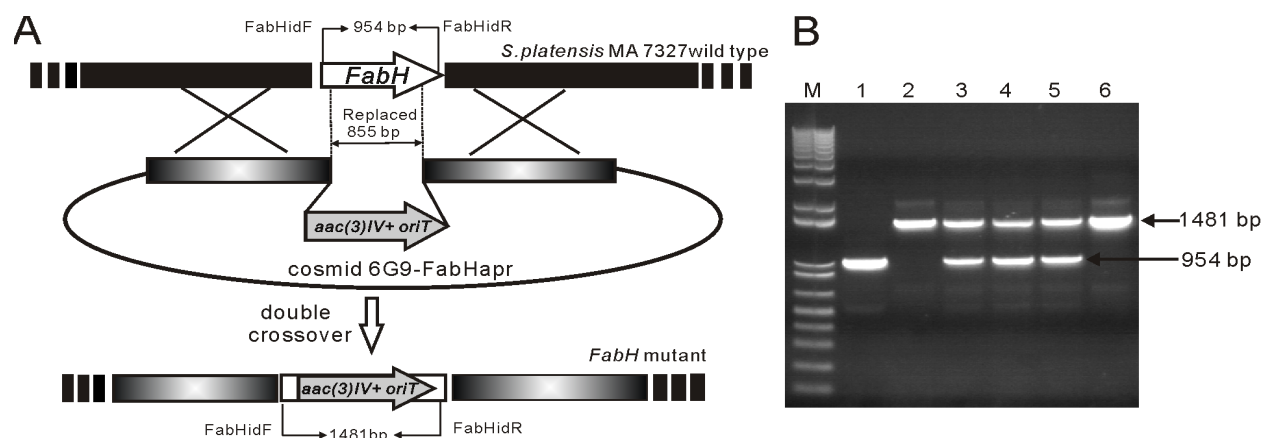 A
FabHidF 954 bp FabHidR
S.platensis MA 7327wild type
FabH
Replaced
855 bp
aac(3)IV+ oriT
cosmid 6G9-FabHapr
double
crossover
FabH mutant
aac(3)IV+ oriT
FabHidF 1481bp FabHidR
B
M 1 2 3 4 5 6
1481 bp
954 bp